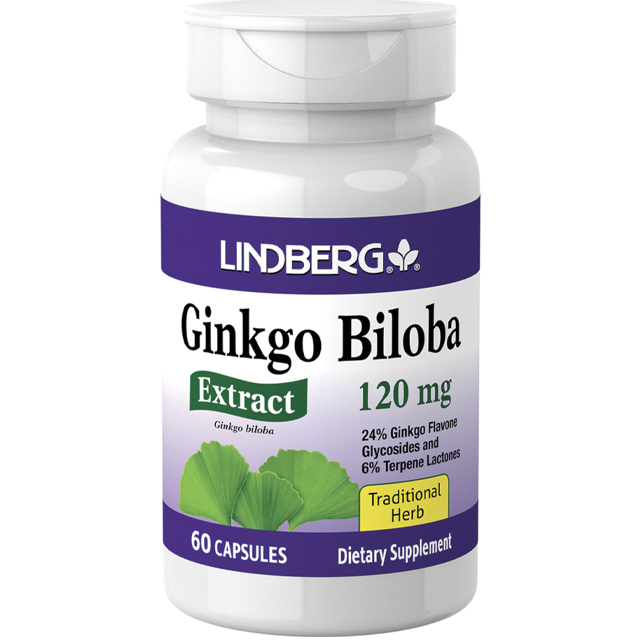 LINDBERG®®
Ginkgo Biloba
Extract
Ginkgo biloba
120 mg
24% Ginkgo Flavone
Glycosides and
6% Terpene Lactones
Traditional
Herb
60 CAPSULES
Dietary Supplement